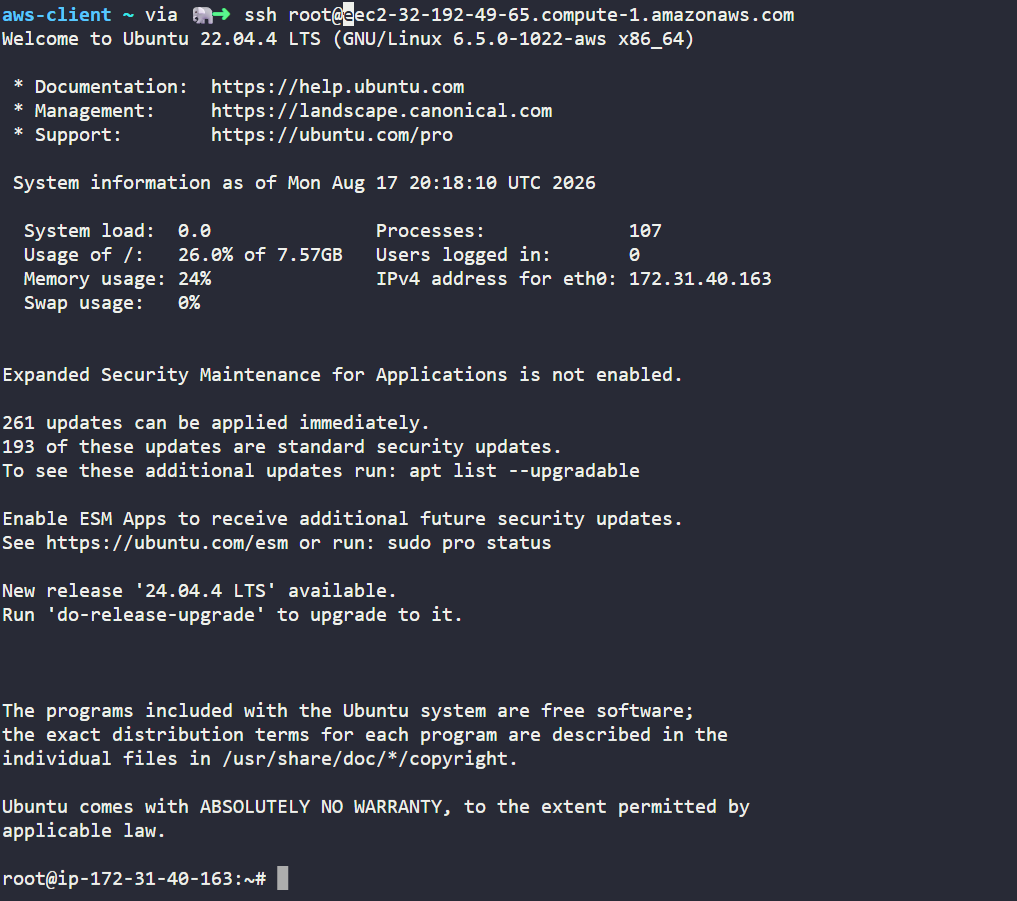 aws-client ~ via 🐘➜ ssh root@eec2-32-192-49-65.compute-1.amazonaws.com
Welcome to Ubuntu 22.04.4 LTS (GNU/Linux 6.5.0-1022-aws x86_64)

 * Documentation:  https://help.ubuntu.com
 * Management:     https://landscape.canonical.com
 * Support:        https://ubuntu.com/pro

 System information as of Mon Aug 17 20:18:10 UTC 2026

  System load:  0.0               Processes:             107
  Usage of /:   26.0% of 7.57GB   Users logged in:       0
  Memory usage: 24%               IPv4 address for eth0: 172.31.40.163
  Swap usage:   0%


Expanded Security Maintenance for Applications is not enabled.

261 updates can be applied immediately.
193 of these updates are standard security updates.
To see these additional updates run: apt list --upgradable

Enable ESM Apps to receive additional future security updates.
See https://ubuntu.com/esm or run: sudo pro status

New release '24.04.4 LTS' available.
Run 'do-release-upgrade' to upgrade to it.



The programs included with the Ubuntu system are free software;
the exact distribution terms for each program are described in the
individual files in /usr/share/doc/*/copyright.

Ubuntu comes with ABSOLUTELY NO WARRANTY, to the extent permitted by
applicable law.

root@ip-172-31-40-163:~#